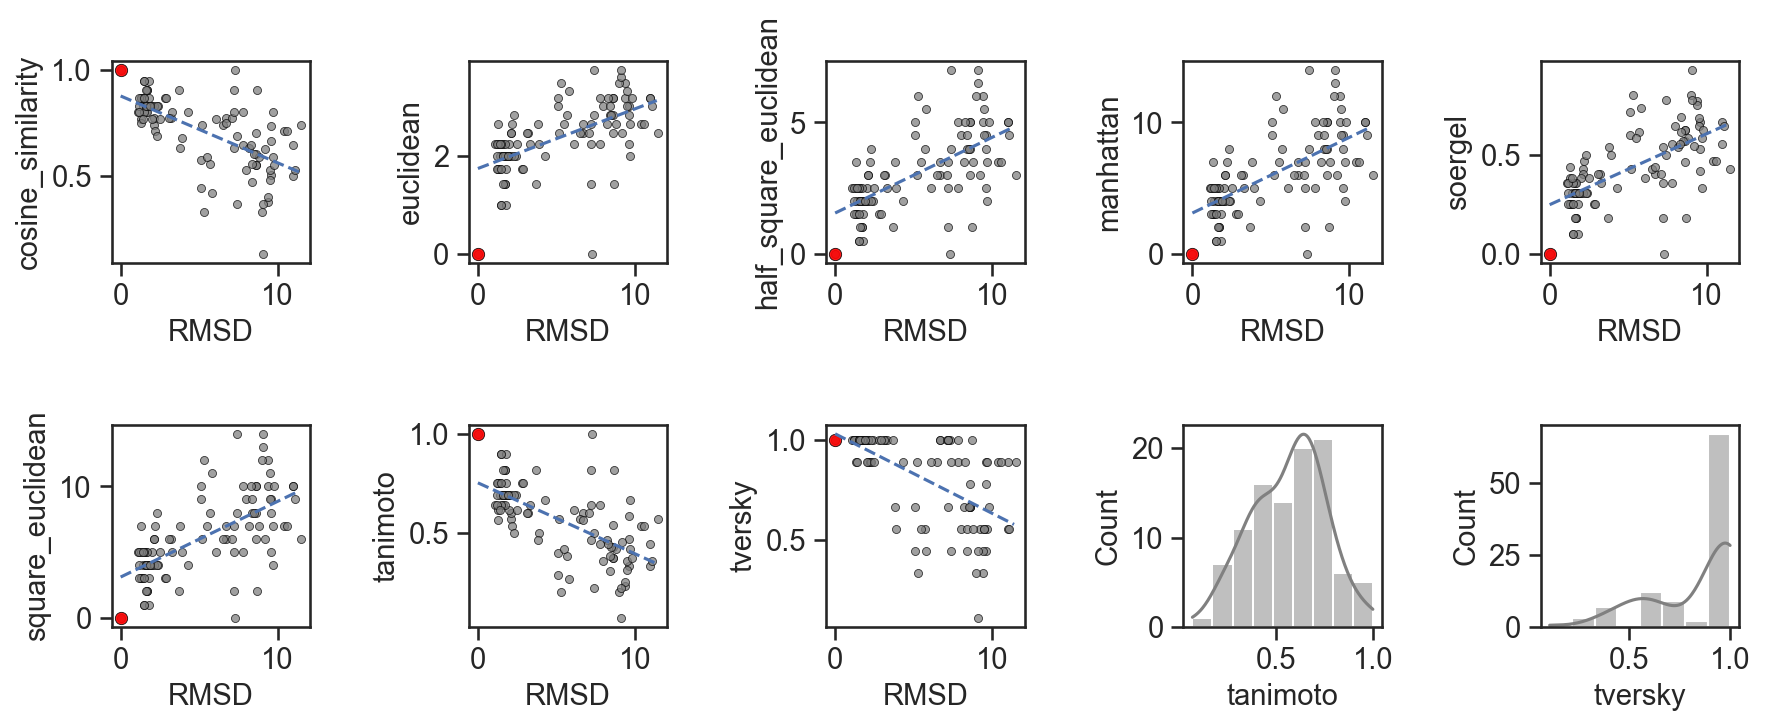 cosine_similarity
1.0
0.5
0
10
RMSD
euclidean
2
0
0
10
RMSD
half_square_euclidean
5
0
0
10
RMSD
manhattan
10
0
0
10
RMSD
soergel
0.5
0.0
0
10
RMSD
square_euclidean
10
0
0
10
RMSD
tanimoto
1.0
0.5
0
10
RMSD
tversky
1.0
0.5
0
10
RMSD
Count
20
10
0
0.5
1.0
tanimoto
Count
50
25
0
0.5
1.0
tversky